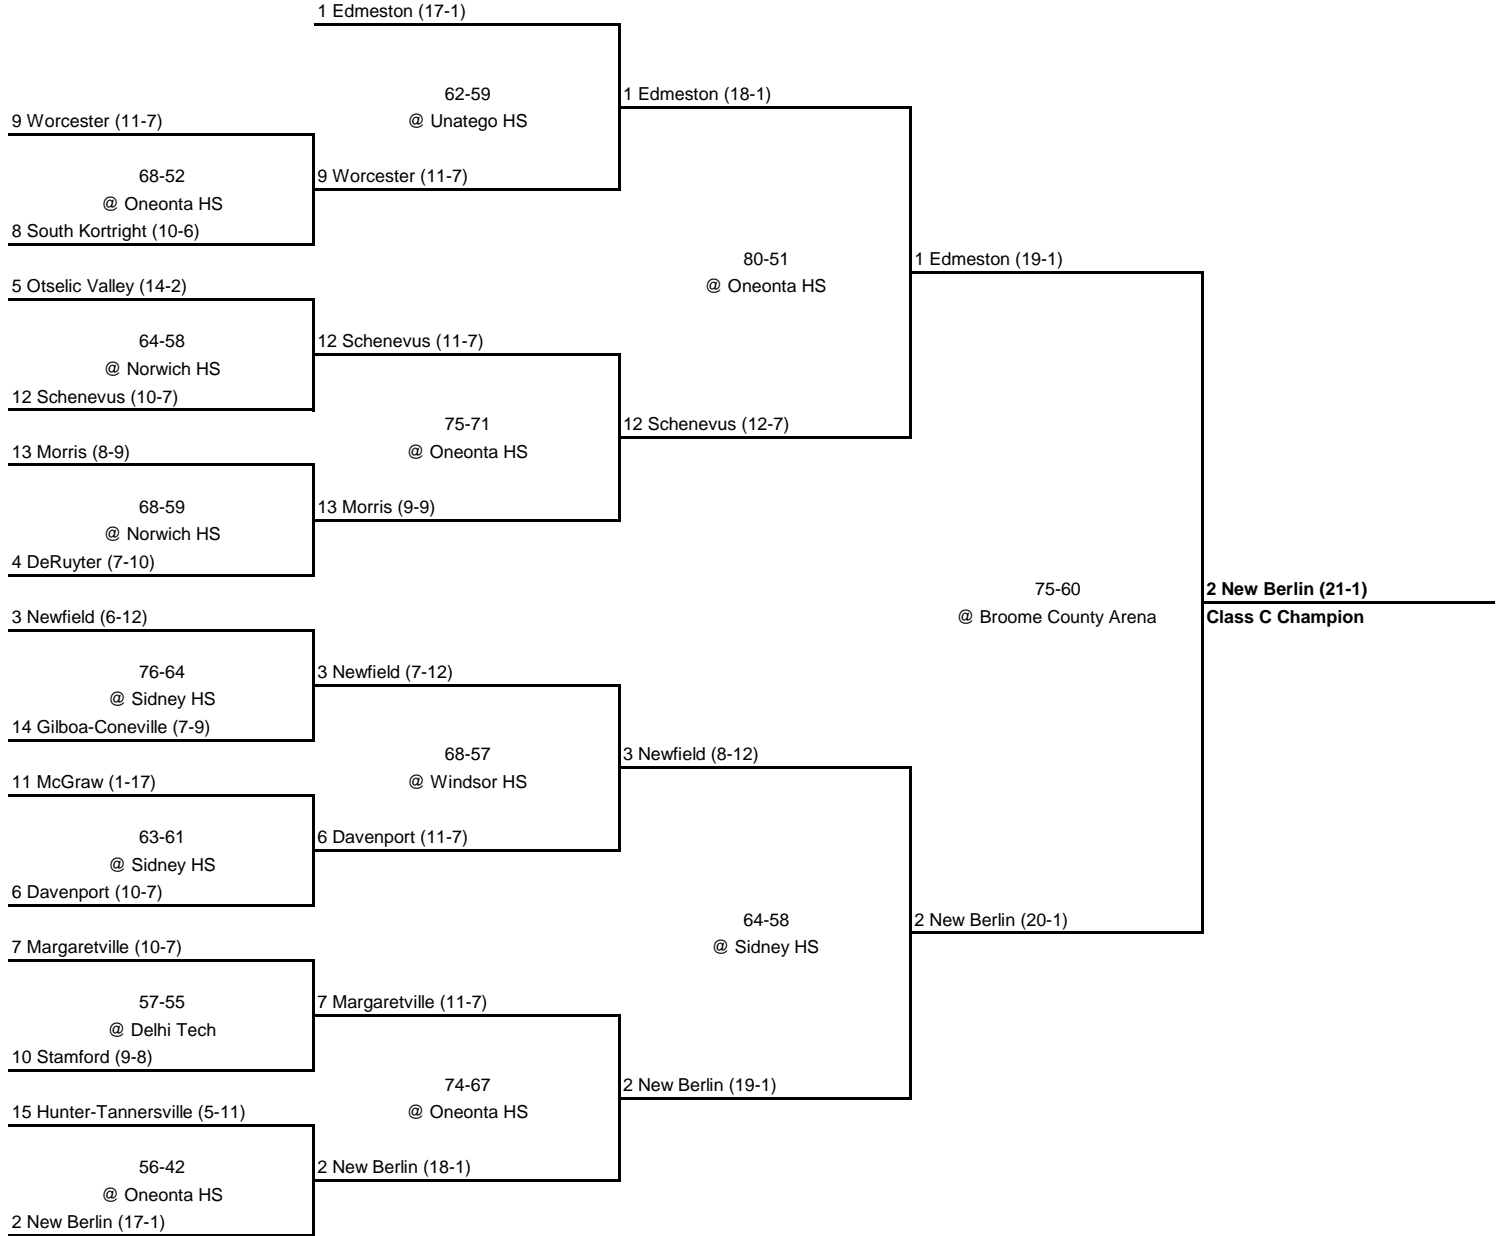 1 Edmeston (17-1)
62-59
1 Edmeston (18-1)
9 Worcester (11-7)
@ Unatego HS
68-52
9 Worcester (11-7)
@ Oneonta HS
8 South Kortright (10-6)
80-51
1 Edmeston (19-1)
5 Otselic Valley (14-2)
@ Oneonta HS
64-58
12 Schenevus (11-7)
@ Norwich HS
12 Schenevus (10-7)
75-71
12 Schenevus (12-7)
13 Morris (8-9)
@ Oneonta HS
68-59
13 Morris (9-9)
@ Norwich HS
4 DeRuyter (7-10)
75-60
2 New Berlin (21-1)
3 Newfield (6-12)
@ Broome County Arena
Class C Champion
76-64
3 Newfield (7-12)
@ Sidney HS
14 Gilboa-Coneville (7-9)
68-57
3 Newfield (8-12)
11 McGraw (1-17)
@ Windsor HS
63-61
6 Davenport (11-7)
@ Sidney HS
6 Davenport (10-7)
64-58
2 New Berlin (20-1)
7 Margaretville (10-7)
@ Sidney HS
57-55
7 Margaretville (11-7)
@ Delhi Tech
10 Stamford (9-8)
74-67
2 New Berlin (19-1)
15 Hunter-Tannersville (5-11)
@ Oneonta HS
56-42
2 New Berlin (18-1)
@ Oneonta HS
2 New Berlin (17-1)